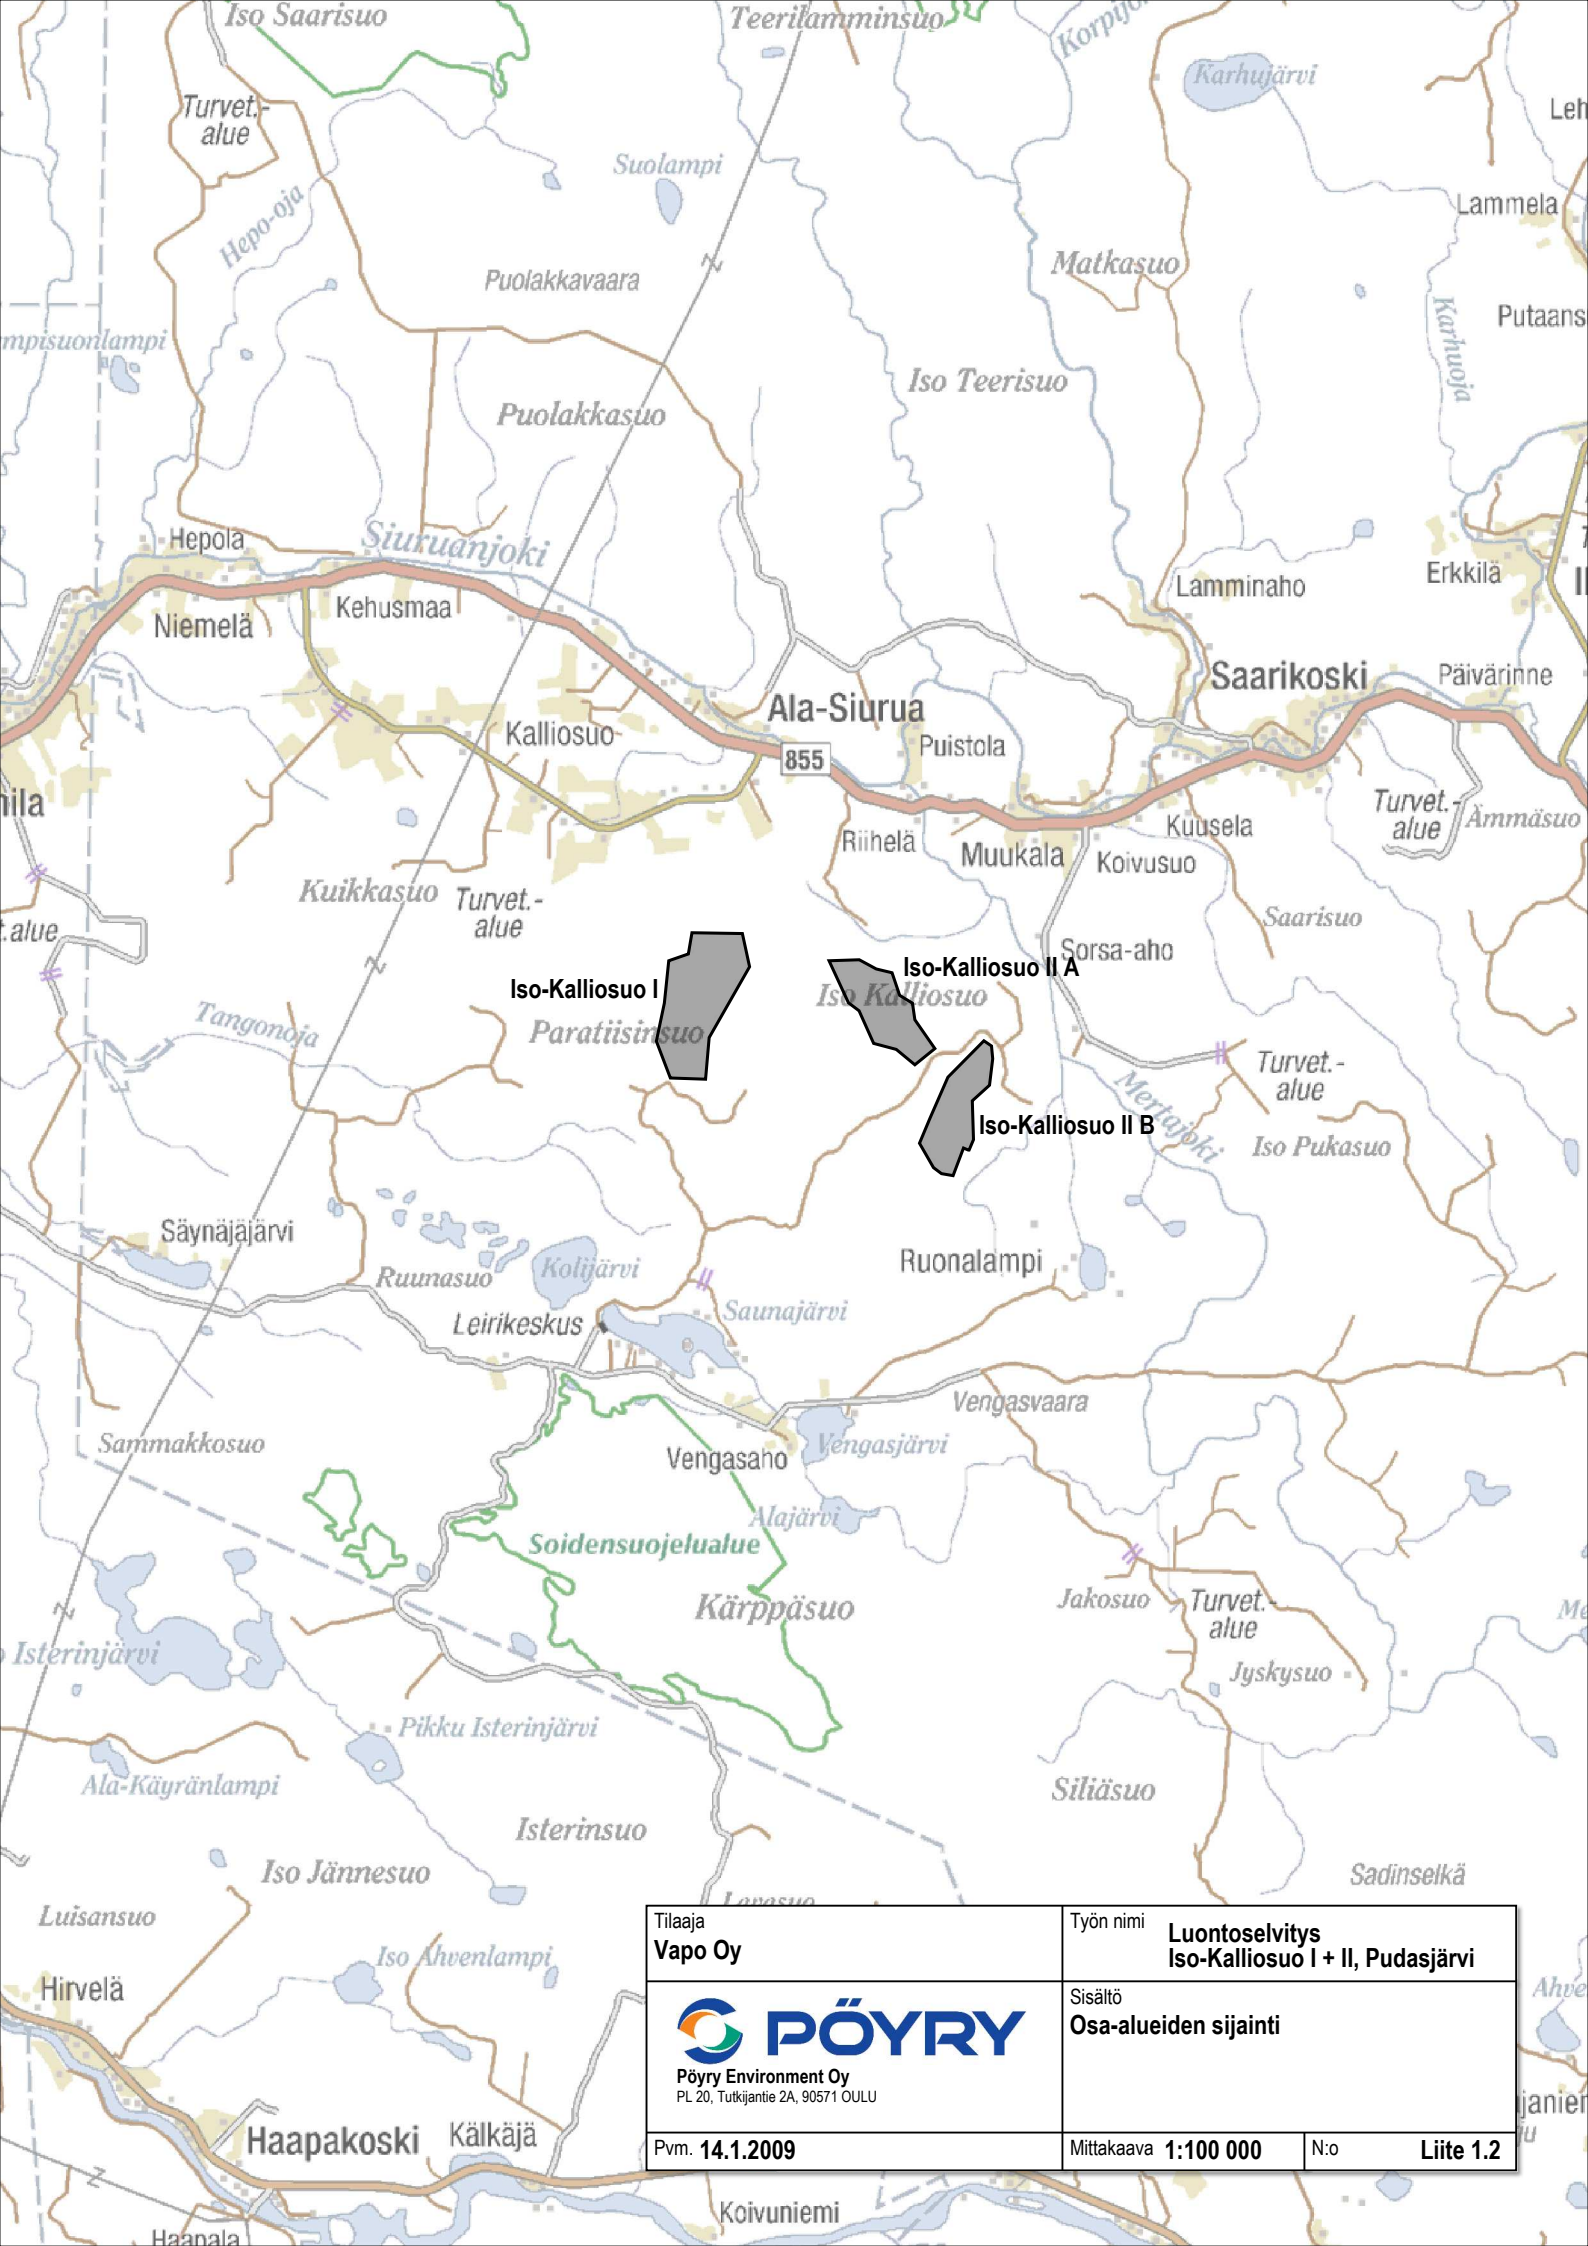 Iso Saarisuo
Teerilamminsuo
Korpijo
Karhujärvi
Turvet.-
alue
Leh
Suolampi
Lammela
Hepo-oja
Puolakkavaara
Matkasuo
Karhuoja
Putaans
mpisuonlampi
Iso Teerisuo
Puolakkasuo
Hepola
Siuruanjoki
Lamminaho
Erkkilä
Kehusmaa
Niemelä
Saarikoski
Päivärinne
Ala-Siurua
Kalliosuo
Puistola
855
Turvet.-
alue
Ämmäsuo
Riihelä
Muukala
Kuusela
Koivusuo
Kuikkasuo
Turvet.-
alue
Saarisuo
t.alue
Sorsa-aho
Iso-Kalliosuo I
Iso-Kalliosuo II A
Iso Kalliosuo
Tangonoja
Paratiisinsuo
Turvet.-
alue
Mertajoki
Iso-Kalliosuo II B
Iso Pukasuo
Säynäjäjärvi
Ruonalampi
Ruunasuo
Kolijärvi
Leirikeskus
Saunajärvi
Vengasvaara
Sammakkosuo
Vengasaho
Vengasjärvi
Alajärvi
Soidensuojelualue
Kärppäsuo
Jakosuo
Turvet.-
alue
Isterinjärvi
Jyskysuo
Pikku Isterinjärvi
Ala-Käyränlampi
Siliäsuo
Isterinsuo
Iso Jännesuo
Sadinselkä
Luisansuo
Iso Ahvenlampi
Hirvelä
Ahve
Tilaaja
Vapo Oy
Työn nimi
Luontoselvitys
Iso-Kalliosuo I + II, Pudasjärvi
PÖYRY
Pöyry Environment Oy
PL 20, Tutkijantie 2A, 90571 OULU
Sisältö
Osa-alueiden sijainti
Pvm. 14.1.2009
Mittakaava 1:100 000
N:o
Liite 1.2
Haapakoski
Kälkäjä
Koivuniemi
Haapala